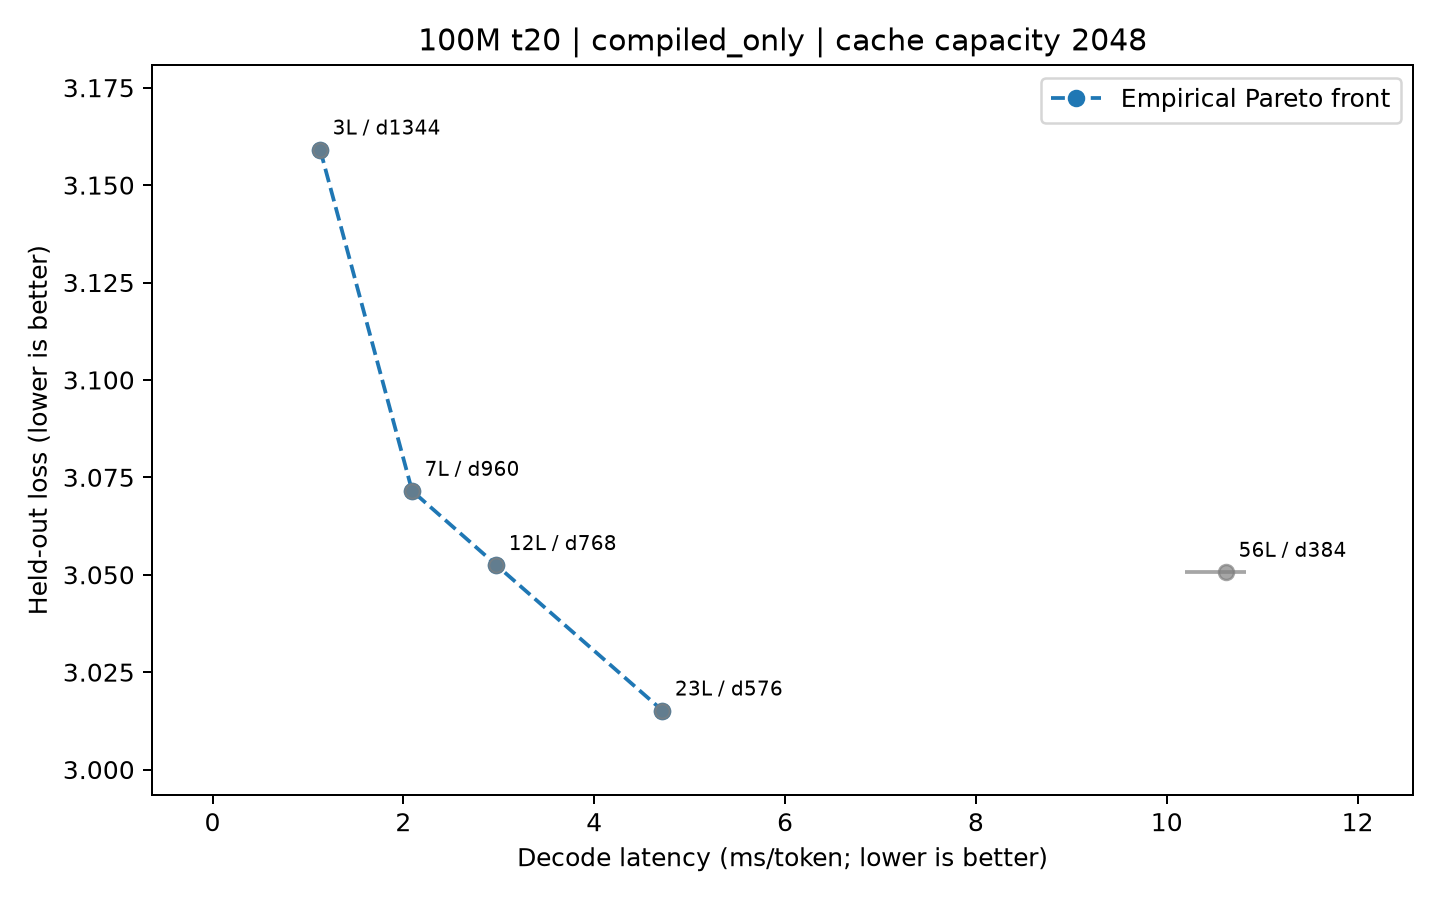 100M t20 | compiled_only | cache capacity 2048
Empirical Pareto front
Held-out loss (lower is better)
3.175
3.150
3.125
3.100
3.075
3.050
3.025
3.000
3L / d1344
7L / d960
12L / d768
23L / d576
56L / d384
0
2
4
6
8
10
12
Decode latency (ms/token; lower is better)